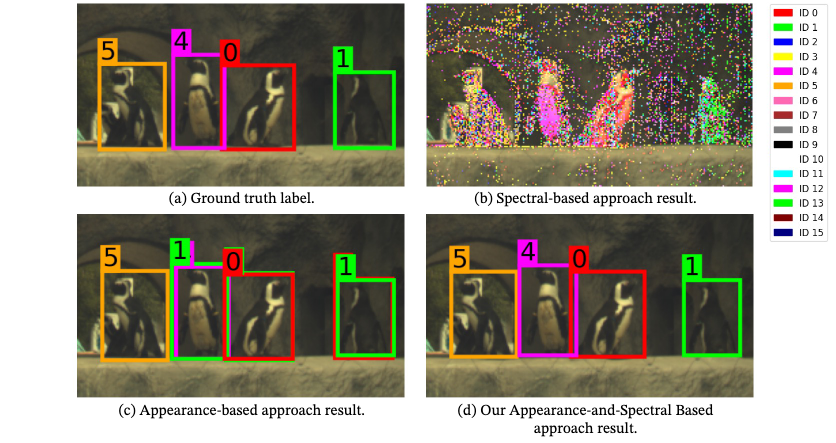 5
4
0
1
(a) Ground truth label.
(b) Spectral-based approach result.
ID 0
ID 1
ID 2
ID 3
ID 4
ID 5
ID 6
ID 7
ID 8
ID 9
ID 10
ID 11
ID 12
ID 13
ID 14
ID 15
5
1
0
1
(c) Appearance-based approach result.
5
4
0
1
(d) Our Appearance-and-Spectral Based
approach result.